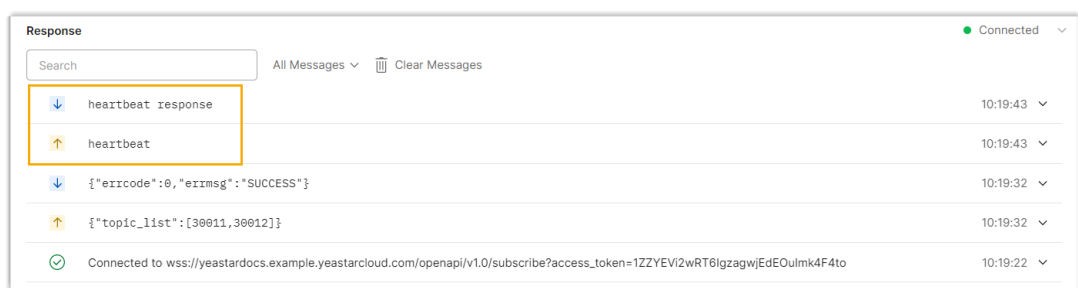 Response
Connected
Search
All Messages
Clear Messages
heartbeat response
10:19:43
heartbeat
10:19:43
{"errcode":0,"errmsg":"SUCCESS"}
10:19:32
{"topic_list":[30011,30012]}
10:19:32
Connected to wss://yeastardocs.example.yeastarcloud.com/openapi/v1.0/subscribe?access_token=1ZZYEVi2wRT6IgzagwjEdEOulmk4F4to
10:19:22